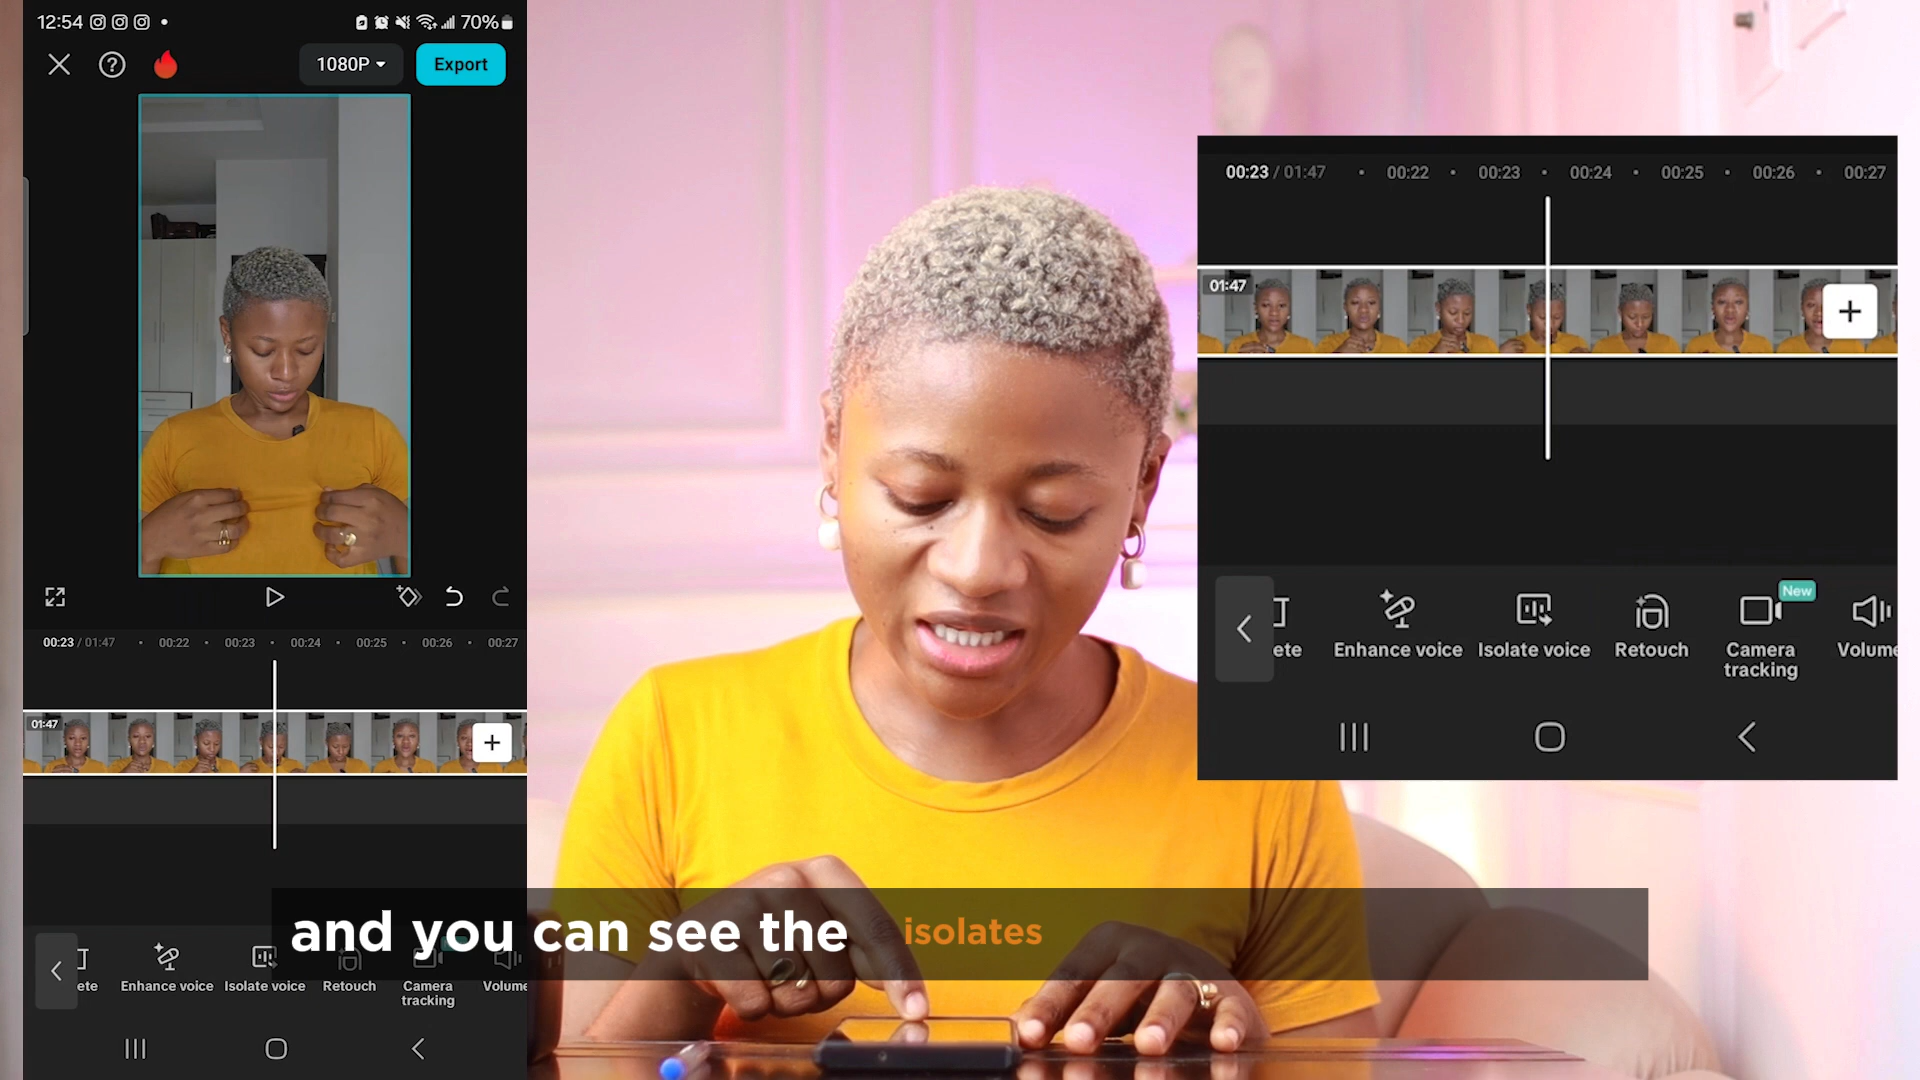 12:54
70%
1080P
Export
00:23 / 01:47
00:22
00:23
00:24
00:25
00:26
00:27
01:47
ete
Enhance voice
Isolate voice
Retouch
Camera
tracking
Volume
00:23 / 01:47
00:22
00:23
00:24
00:25
00:26
00:27
01:47
ete
Enhance voice
Isolate voice
Retouch
New
Camera
tracking
Volume
and you can see the isolates